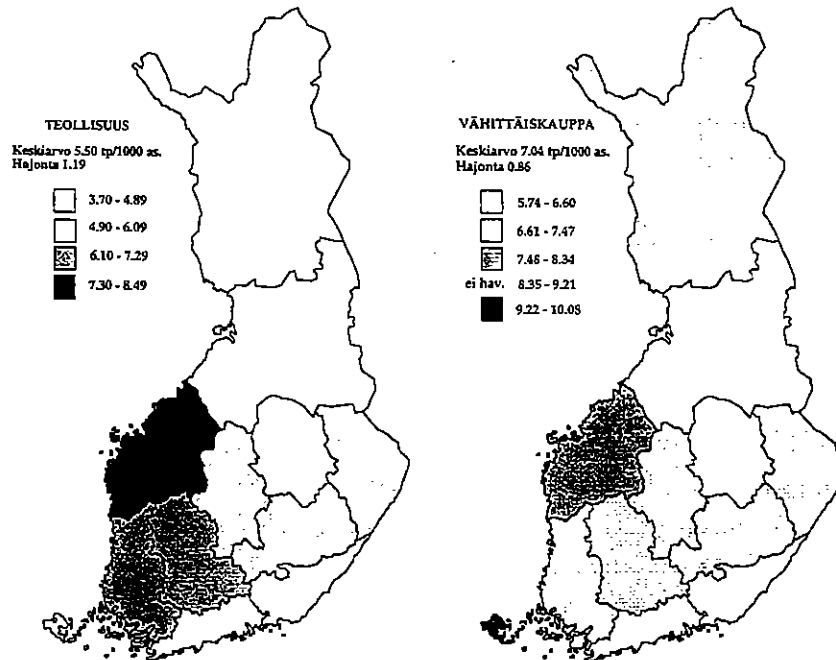 TEOLLISUUS
Keskiarvo 5.50 tp/1000 as.
Hajonta 1.19
3.70 - 4.89
4.90 - 6.09
6.10 - 7.29
7.30 - 8.49
VÄHITTÄISKAUPPA
Keskiarvo 7.04 tp/1000 as.
Hajonta 0.86
5.74 - 6.60
6.61 - 7.47
7.48 - 8.34
ei hav. 8.35 - 9.21
9.22 - 10.08